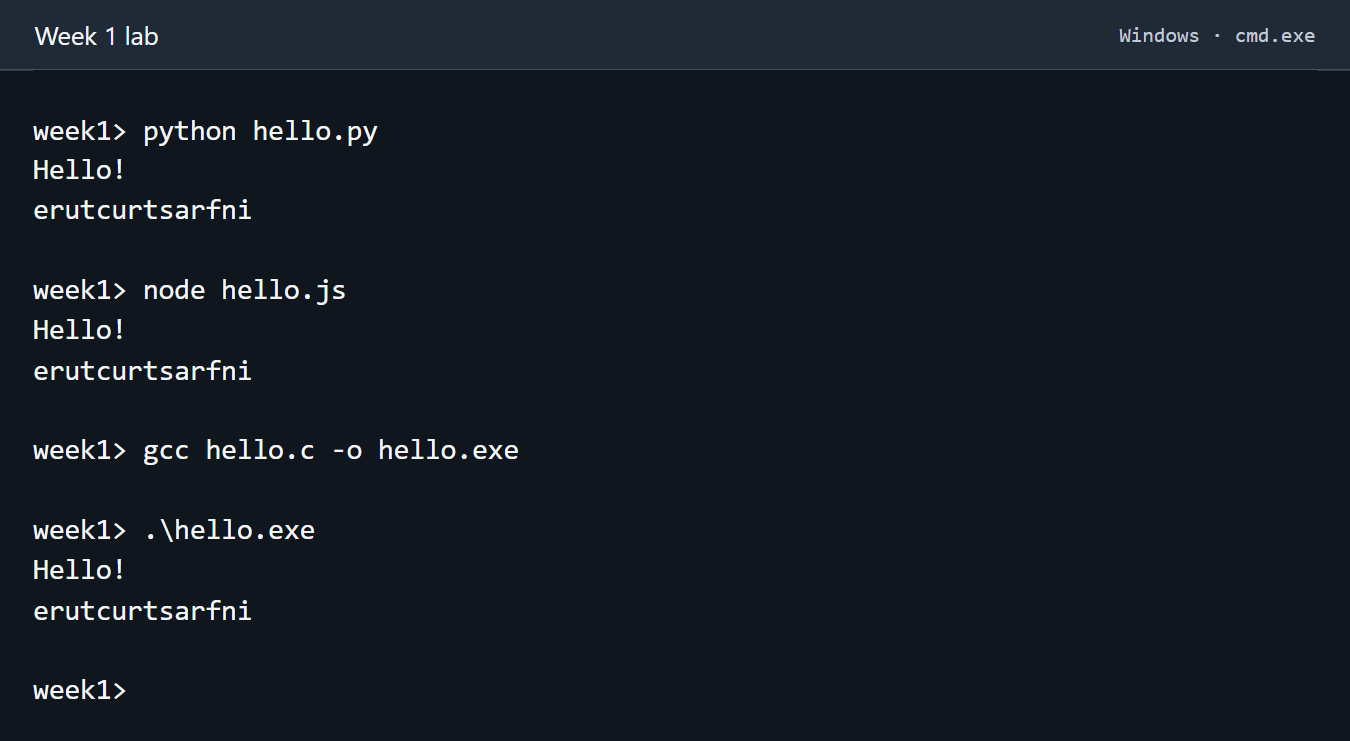 Week 1 lab
Windows · cmd.exe
week1> python hello.py
Hello!
erutcurtsarfni
week1> node hello.js
Hello!
erutcurtsarfni
week1> gcc hello.c -o hello.exe
week1> .\hello.exe
Hello!
erutcurtsarfni
week1>